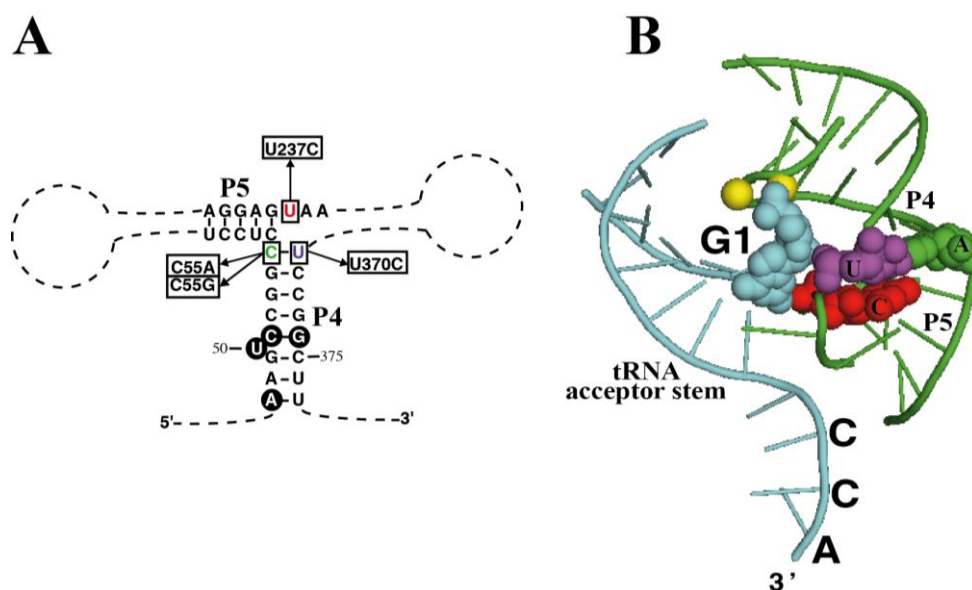 A
U237C
P5
AGGAGUAA
UCCUC
C U
C55A
C55G
U370C
G–C
G–C
C–G
P4
50 – U C–G
G–C – 375
A–U
A–U
5'
3'
B
P4
G1
A
U
C
P5
tRNA
acceptor stem
C
C
A
3’